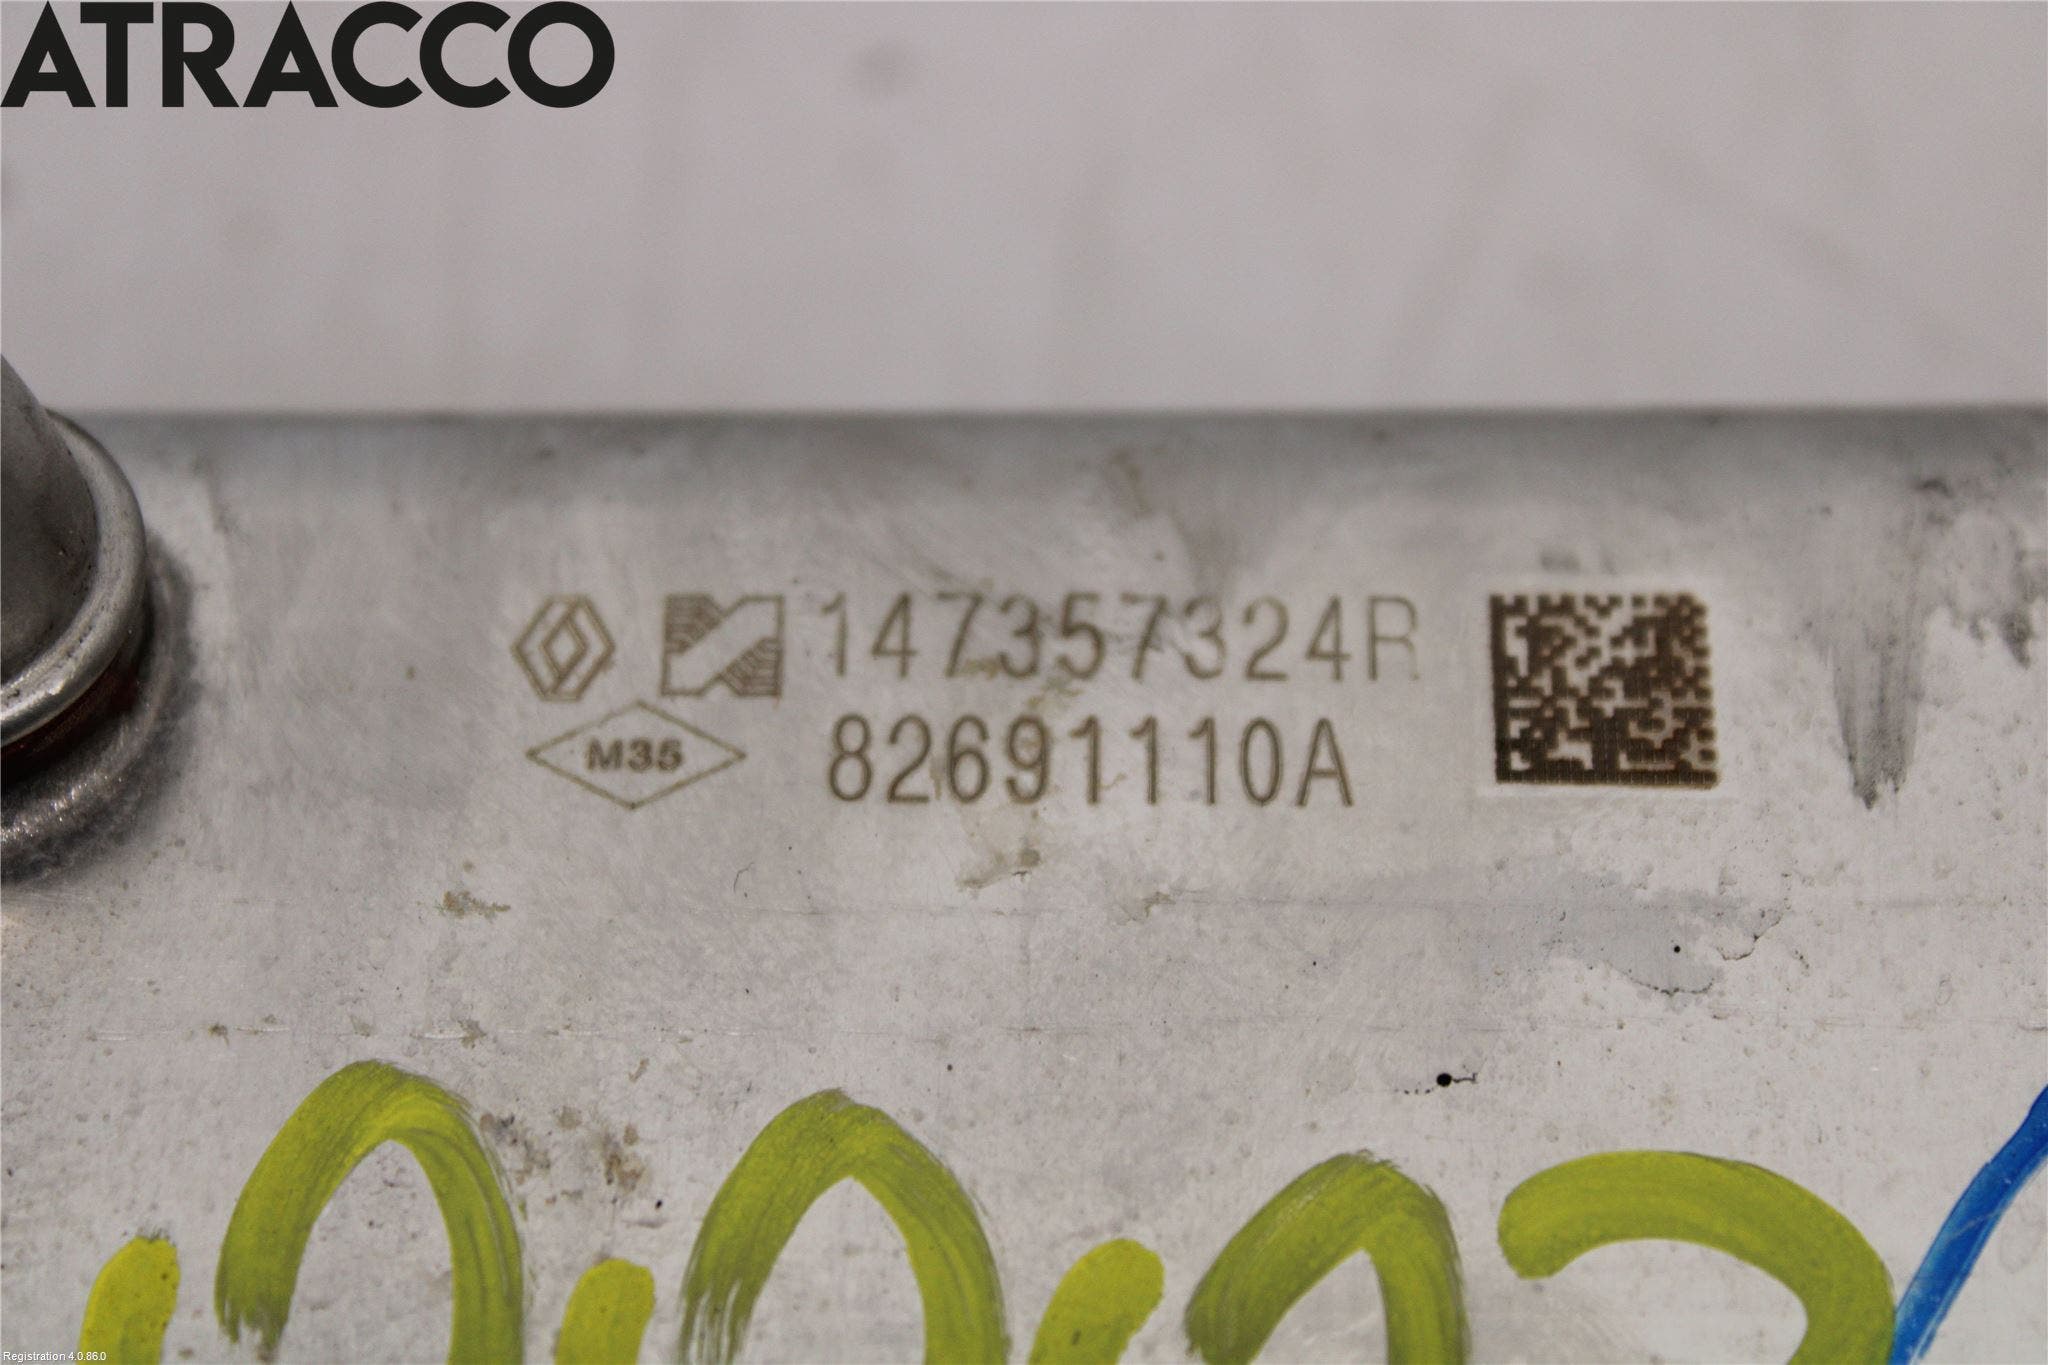 ATRACCO
147357324R
M35
82691110A
Registration 4.0.86.0